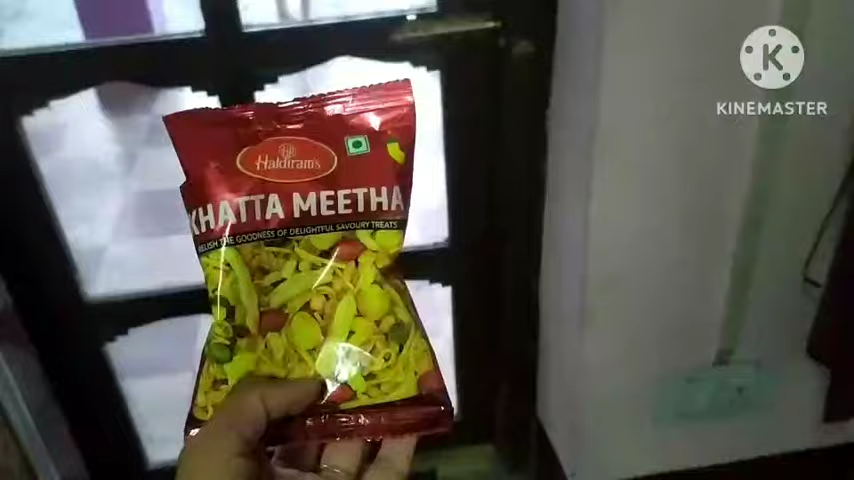 KINEMASTER
Haldiram's
KHATTA MEETHA
RELISH THE GOODNESS OF DELIGHTFUL SAVOURY TREATS